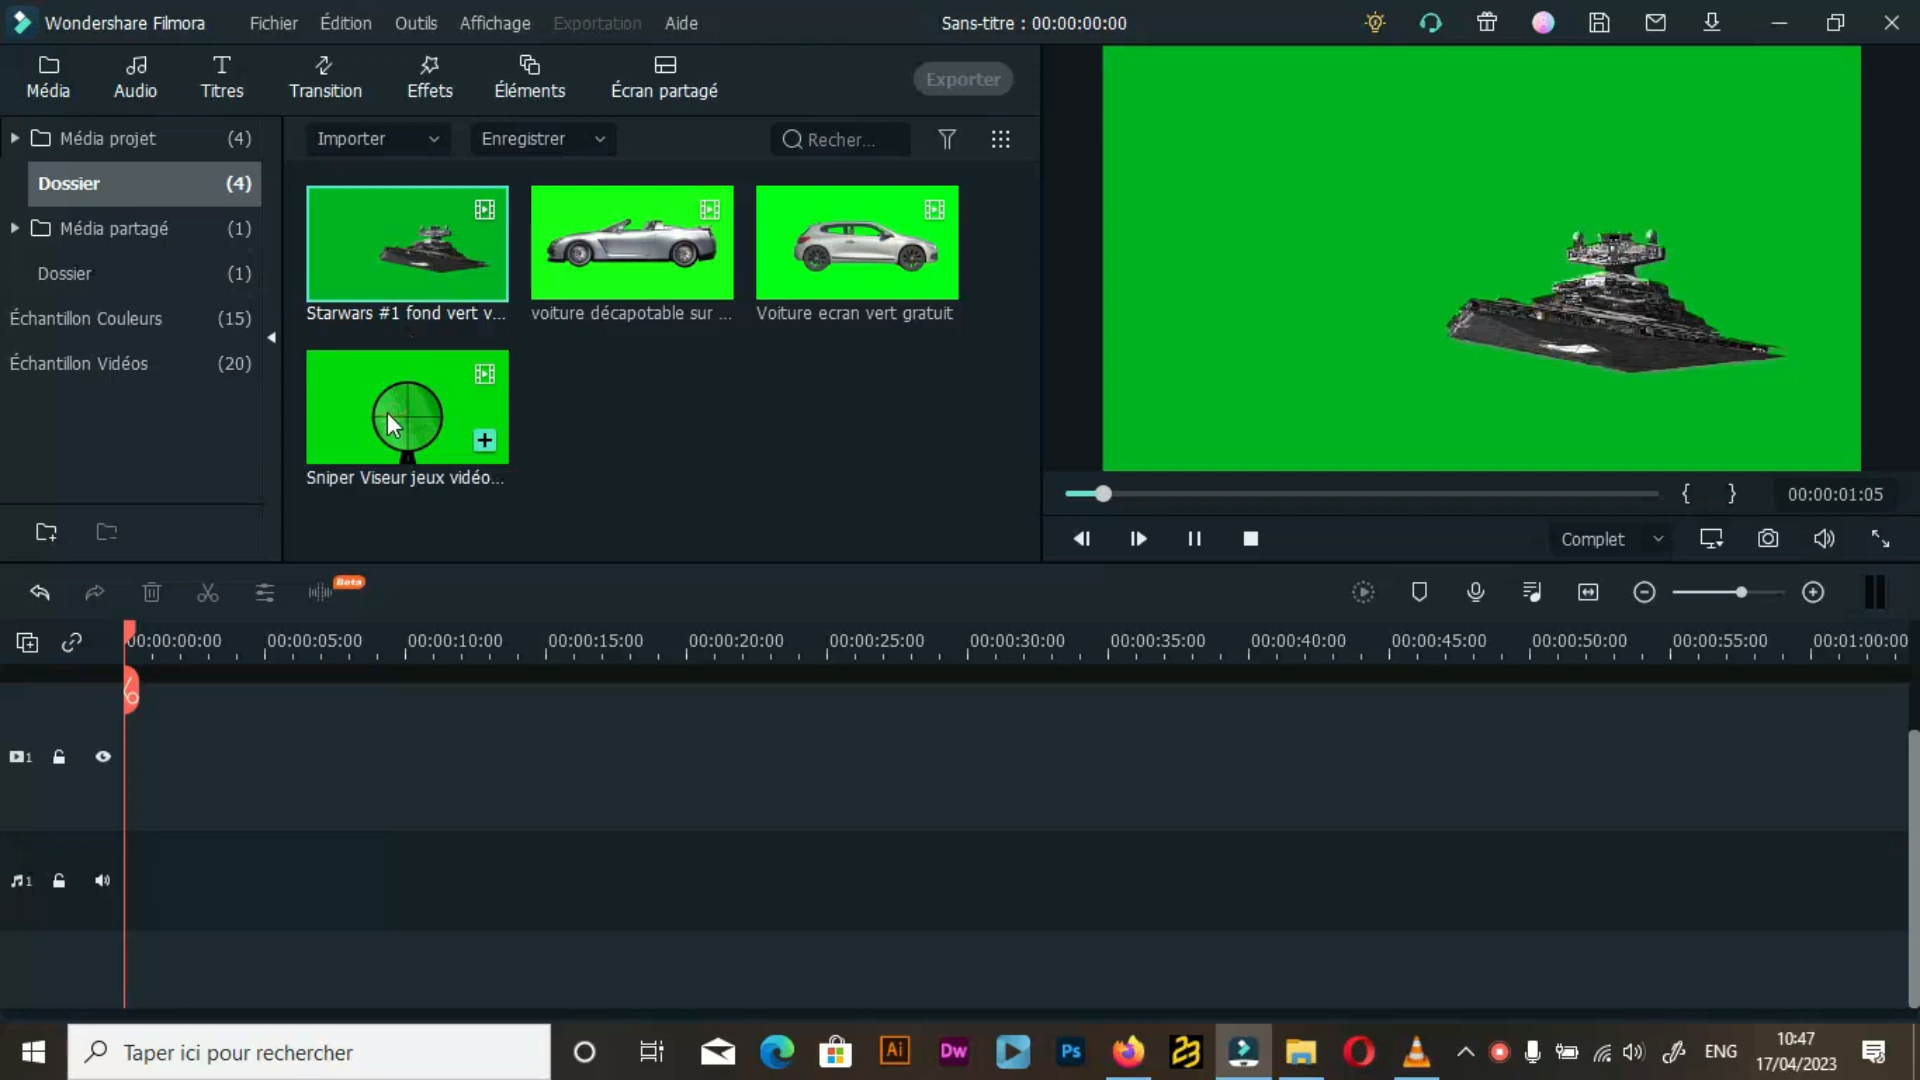 Wondershare Filmora
Fichier
Édition
Outils
Affichage
Exportation
Aide
Sans-titre : 00:00:00:00
Média
Audio
Titres
Transition
Effets
Éléments
Écran partagé
Exporter
Média projet (4)
Dossier (4)
Média partagé (1)
Dossier (1)
Échantillon Couleurs (15)
Échantillon Vidéos (20)
Importer
Enregistrer
Recher...
Starwars #1 fond vert v...
voiture décapotable sur ...
Voiture ecran vert gratuit
Sniper Viseur jeux vidéo...
{ } 00:00:01:05
Complet
Beta
00:00:00:00 00:00:05:00 00:00:10:00 00:00:15:00 00:00:20:00 00:00:25:00 00:00:30:00 00:00:35:00 00:00:40:00 00:00:45:00 00:00:50:00 00:00:55:00 00:01:00:00
1
1
Taper ici pour rechercher
Ai
Dw
Ps
ENG
10:47
17/04/2023